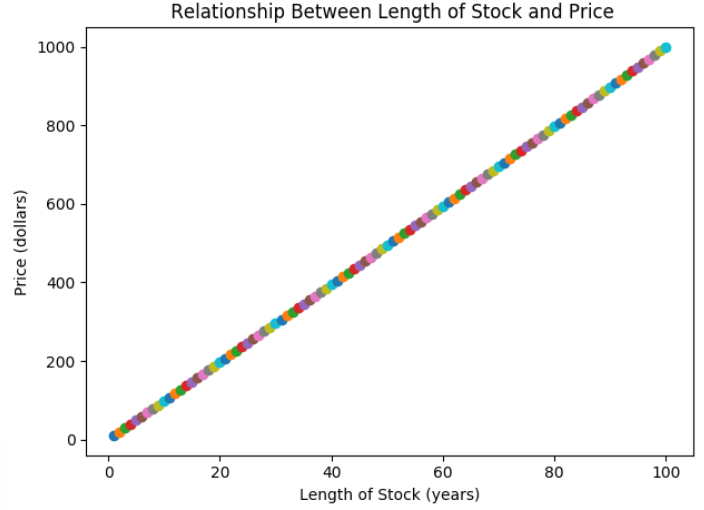 Relationship Between Length of Stock and Price
1000
800
600
400
200
0
Price (dollars)
0 20 40 60 80 100
Length of Stock (years)